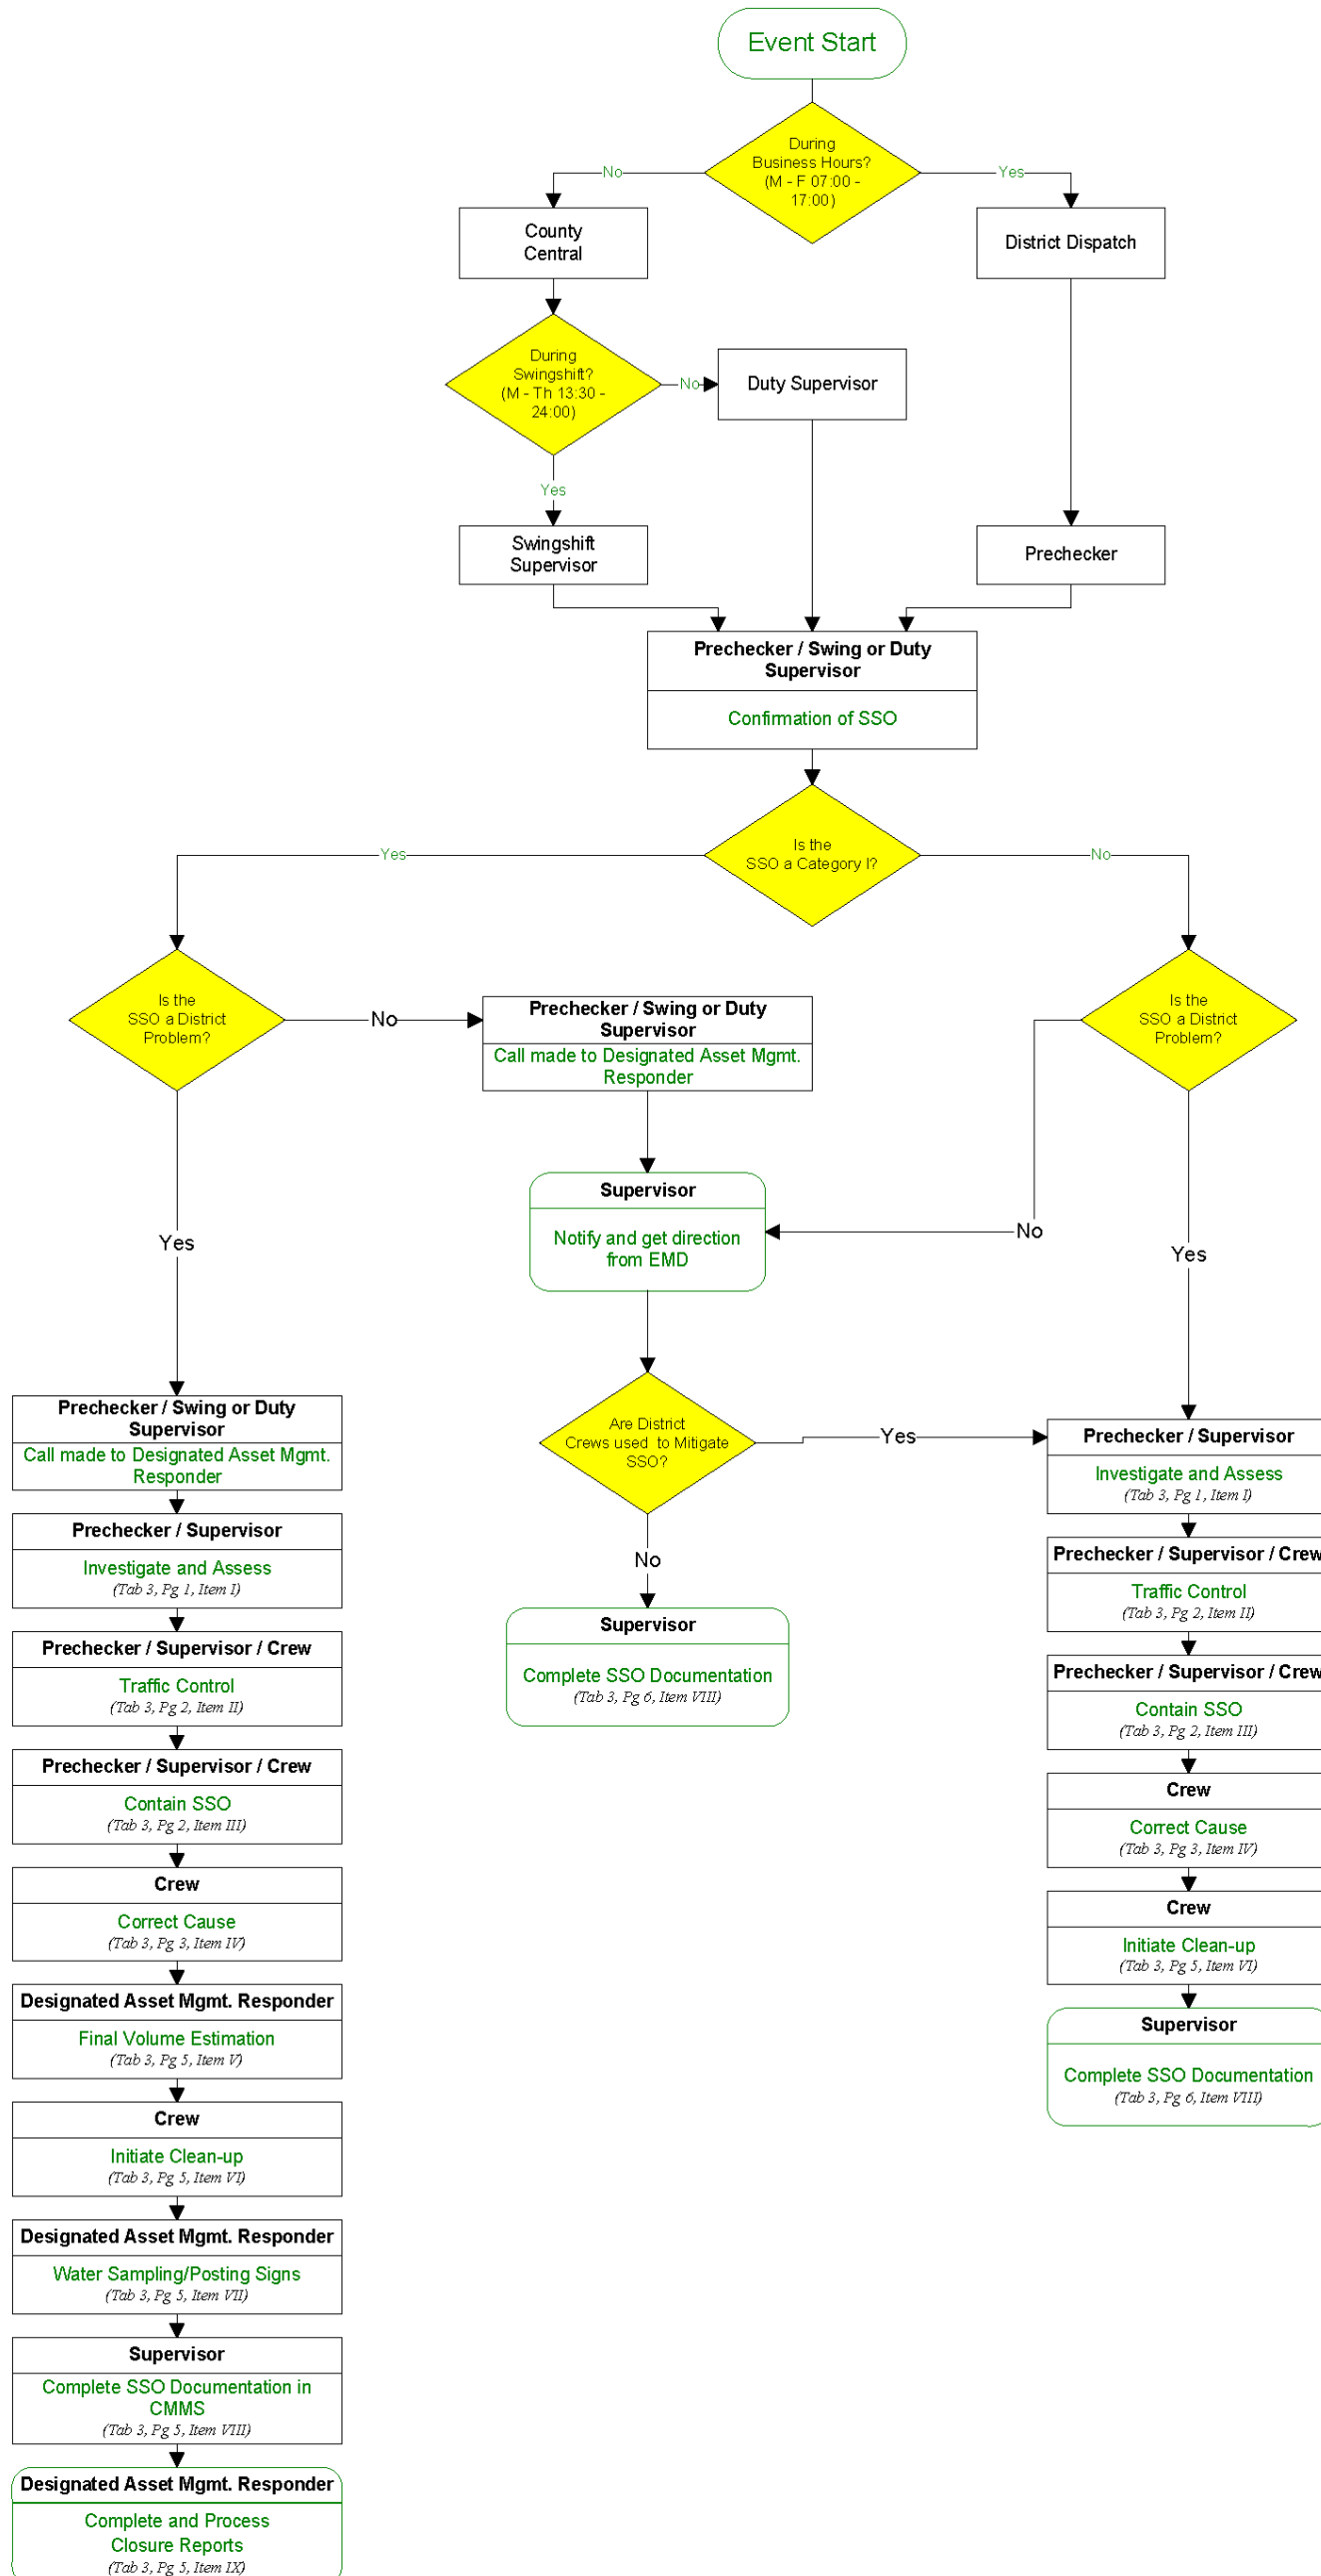 Event Start
During
Business Hours?
(M - F 07:00 -
17:00)
No
Yes
County
Central
District Dispatch
During
Swingshift?
(M - Th 13:30 -
24:00)
No
Duty Supervisor
Yes
Swingshift
Supervisor
Prechecker
Prechecker / Swing or Duty
Supervisor
Confirmation of SSO
Is the
SSO a Category I?
Yes
No
Is the
SSO a District
Problem?
No
Prechecker / Swing or Duty
Supervisor
Call made to Designated Asset Mgmt.
Responder
Is the
SSO a District
Problem?
Supervisor
Notify and get direction
from EMD
No
Yes
Yes
Are District
Crews used to Mitigate
SSO?
Yes
No
Supervisor
Complete SSO Documentation
(Tab 3, Pg 6, Item VIII)
Prechecker / Swing or Duty
Supervisor
Call made to Designated Asset Mgmt.
Responder
Prechecker / Supervisor
Investigate and Assess
(Tab 3, Pg 1, Item I)
Prechecker / Supervisor / Crew
Traffic Control
(Tab 3, Pg 2, Item II)
Prechecker / Supervisor / Crew
Contain SSO
(Tab 3, Pg 2, Item III)
Crew
Correct Cause
(Tab 3, Pg 3, Item IV)
Designated Asset Mgmt. Responder
Final Volume Estimation
(Tab 3, Pg 5, Item V)
Crew
Initiate Clean-up
(Tab 3, Pg 5, Item VI)
Designated Asset Mgmt. Responder
Water Sampling/Posting Signs
(Tab 3, Pg 5, Item VII)
Supervisor
Complete SSO Documentation in
CMMS
(Tab 3, Pg 5, Item VIII)
Designated Asset Mgmt. Responder
Complete and Process
Closure Reports
(Tab 3, Pg 5, Item IX)
Prechecker / Supervisor
Investigate and Assess
(Tab 3, Pg 1, Item I)
Prechecker / Supervisor / Crew
Traffic Control
(Tab 3, Pg 2, Item II)
Prechecker / Supervisor / Crew
Contain SSO
(Tab 3, Pg 2, Item III)
Crew
Correct Cause
(Tab 3, Pg 3, Item IV)
Crew
Initiate Clean-up
(Tab 3, Pg 5, Item VI)
Supervisor
Complete SSO Documentation
(Tab 3, Pg 6, Item VIII)